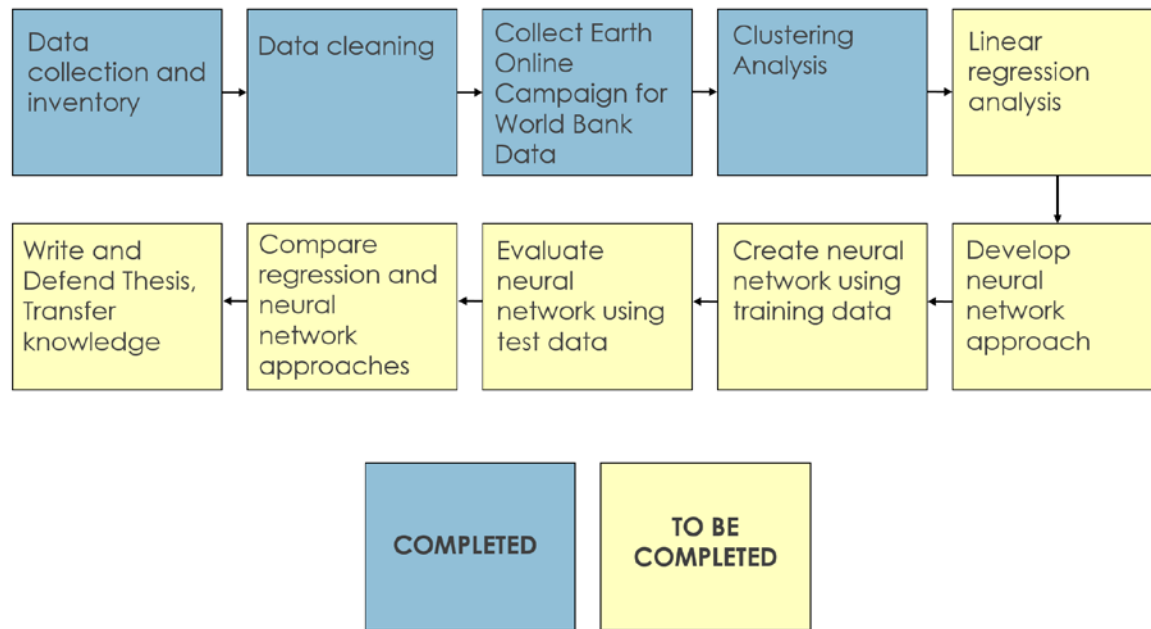 Data
collection and
inventory
Data cleaning
Collect Earth
Online
Campaign for
World Bank
Data
Clustering
Analysis
Linear
regression
analysis
Write and
Defend Thesis,
Transfer
knowledge
Compare
regression and
neural
network
approaches
Evaluate
neural
network using
test data
Create neural
network using
training data
Develop
neural
network
approach
COMPLETED
TO BE
COMPLETED